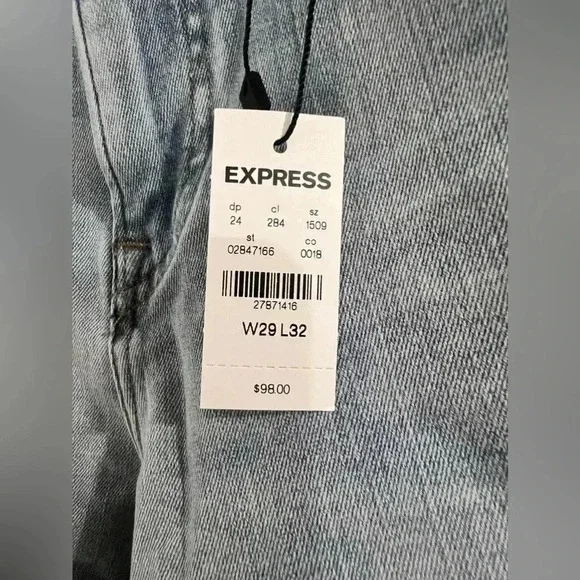 EXPRESS
dp cl sz
24 284 1509
st co
02847166 0018
27871416
W29 L32
$98.00